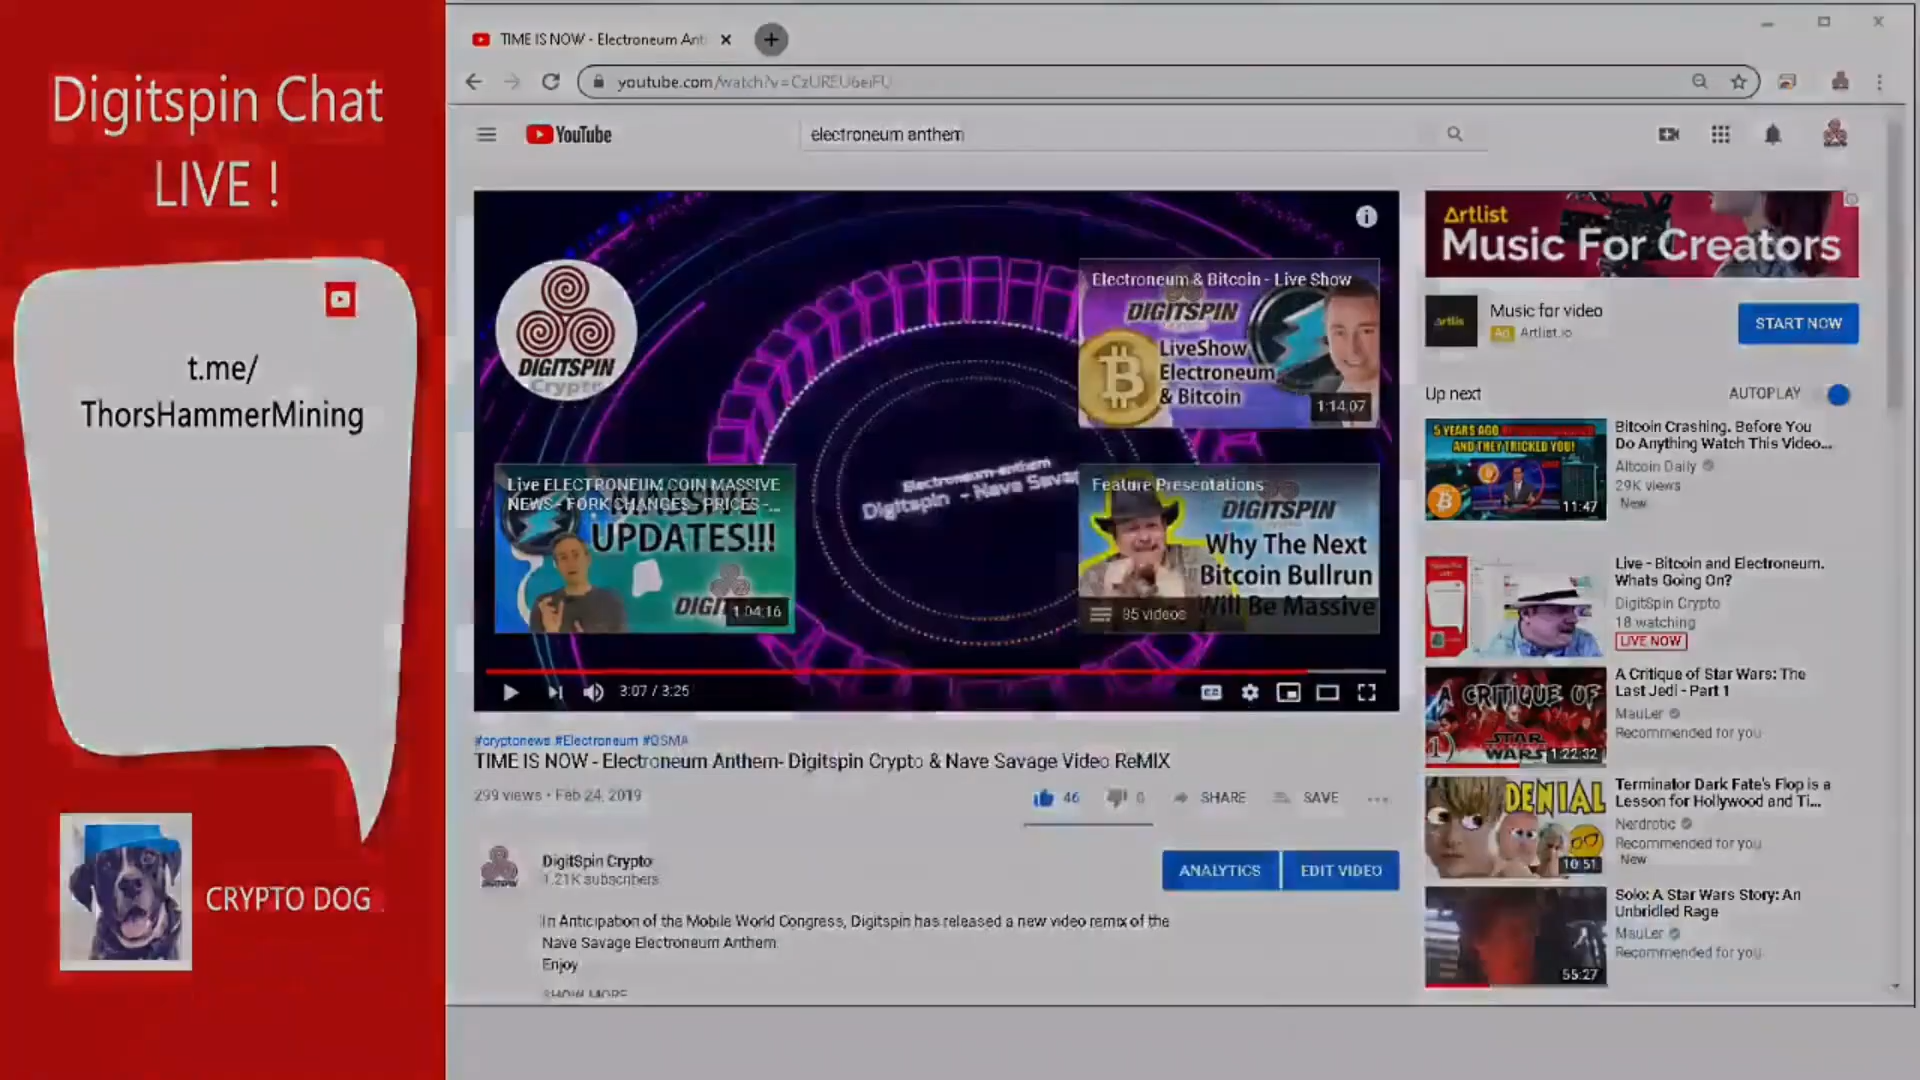 Digitspin Chat
LIVE !
t.me/
ThorsHammerMining
CRYPTO DOG
TIME IS NOW - Electroneum Ant
youtube.com/watch?v=CzUREU6eiFU
YouTube
electroneum anthem
DIGITSPIN
Crypto
Electroneum & Bitcoin - Live Show
DIGITSPIN
LiveShow
Electroneum
& Bitcoin
1:14:07
Live ELECTRONEUM COIN MASSIVE
NEWS - FORK CHANGES - PRICES -...
UPDATES!!!
1:04:16
Electroneum anthem
Digitspin - Nave Sava
Feature Presentations
DIGITSPIN
Why The Next
Bitcoin Bullrun
Will Be Massive
3:07 / 3:25
#cryptonews #Electroneum #GSMA
TIME IS NOW - Electroneum Anthem- Digitspin Crypto & Nave Savage Video ReMIX
299 views • Feb 24, 2019
46
0
SHARE
SAVE
DigitSpin Crypto
1.21K subscribers
ANALYTICS
EDIT VIDEO
In Anticipation of the Mobile World Congress, Digitspin has released a new video remix of the
Nave Savage Electroneum Anthem
Enjoy
SHOW MORE
Artlist
Music For Creators
Music for video
Ad Artlist.io
START NOW
Up next
AUTOPLAY
5 YEARS AGO
AND THEY TRICKED YOU!
11:47
Bitcoin Crashing. Before You
Do Anything Watch This Video...
Altcoin Daily
29K views
New
Live - Bitcoin and Electroneum.
Whats Going On?
DigitSpin Crypto
18 watching
LIVE NOW
A CRITIQUE OF
STAR
WARS
1:22:32
A Critique of Star Wars: The
Last Jedi - Part 1
MauLer
Recommended for you
DENIAL
10:51
Terminator Dark Fate's Flop is a
Lesson for Hollywood and Ti...
Nerdrotic
Recommended for you
New
55:27
Solo: A Star Wars Story: An
Unbridled Rage
MauLer
Recommended for you